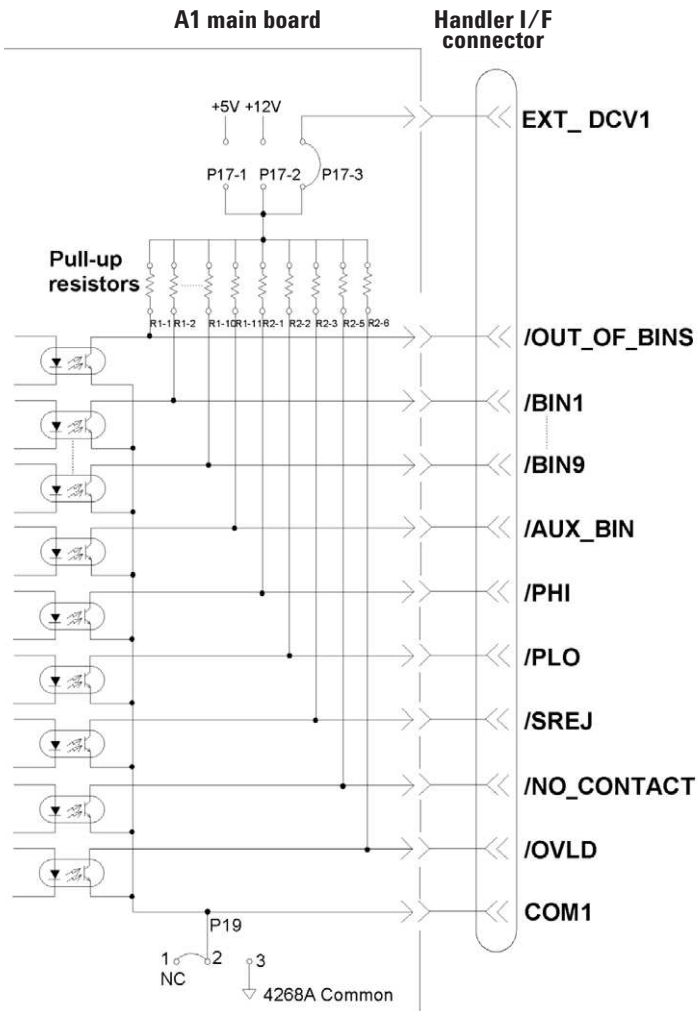 A1 main board
Handler I/F
connector
+5V +12V
EXT_ DCV1
P17-1 P17-2 P17-3
Pull-up
resistors
R1-1 R1-2 R1-10 R1-11 R2-1 R2-2 R2-3 R2-5 R2-6
/OUT_OF_BINS
/BIN1
/BIN9
/AUX_BIN
/PHI
/PLO
/SREJ
/NO_CONTACT
/OVLD
COM1
P19
1 2 3
NC
4268A Common